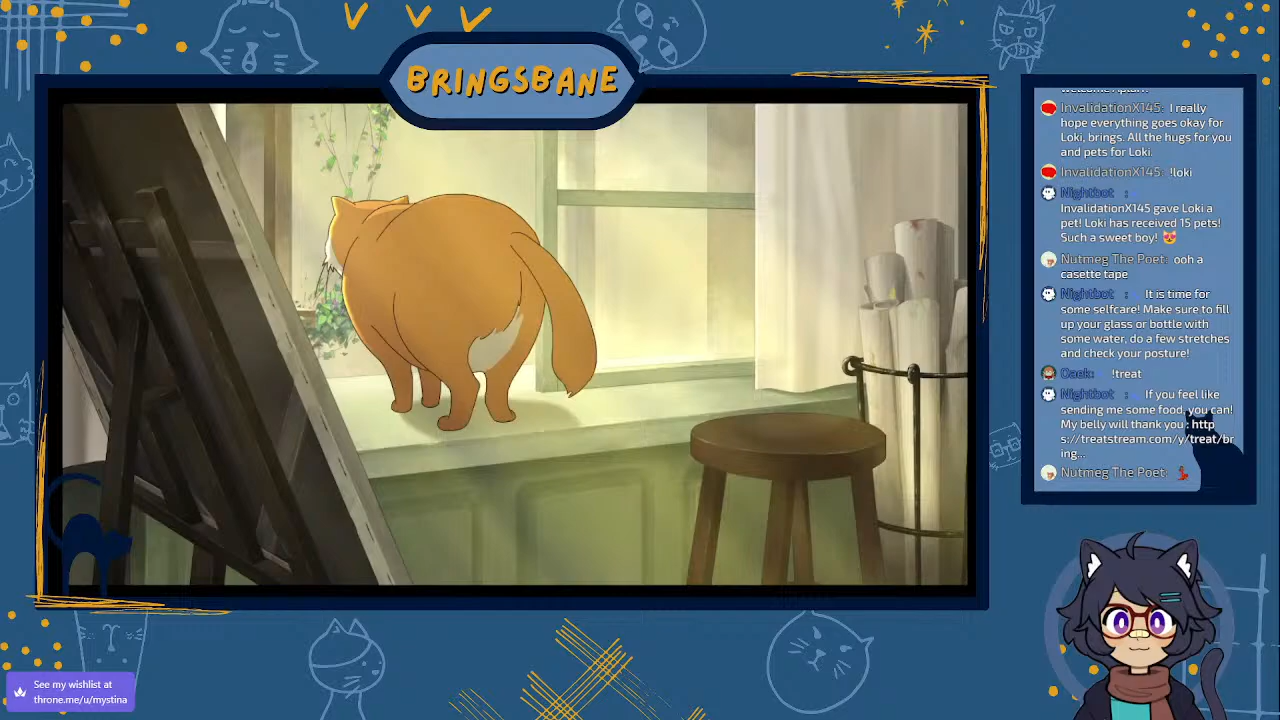 BRINGSBANE
InvalidationX145: I really
hope everything goes okay for
Loki, brings. All the hugs for you
and pets for Loki.
InvalidationX145: !loki
Nightbot :
InvalidationX145 gave Loki a
pet! Loki has received 15 pets!
Such a sweet boy! 😻
Nutmeg The Poet: ooh a
casette tape
Nightbot : It is time for
some selfcare! Make sure to fill
up your glass or bottle with
some water, do a few stretches
and check your posture!
Caek: !treat
Nightbot : If you feel like
sending me some food, you can!
My belly will thank you : http
s://treatstream.com/y/treat/br
ing...
Nutmeg The Poet: 💃
See my wishlist at
throne.me/u/mystina